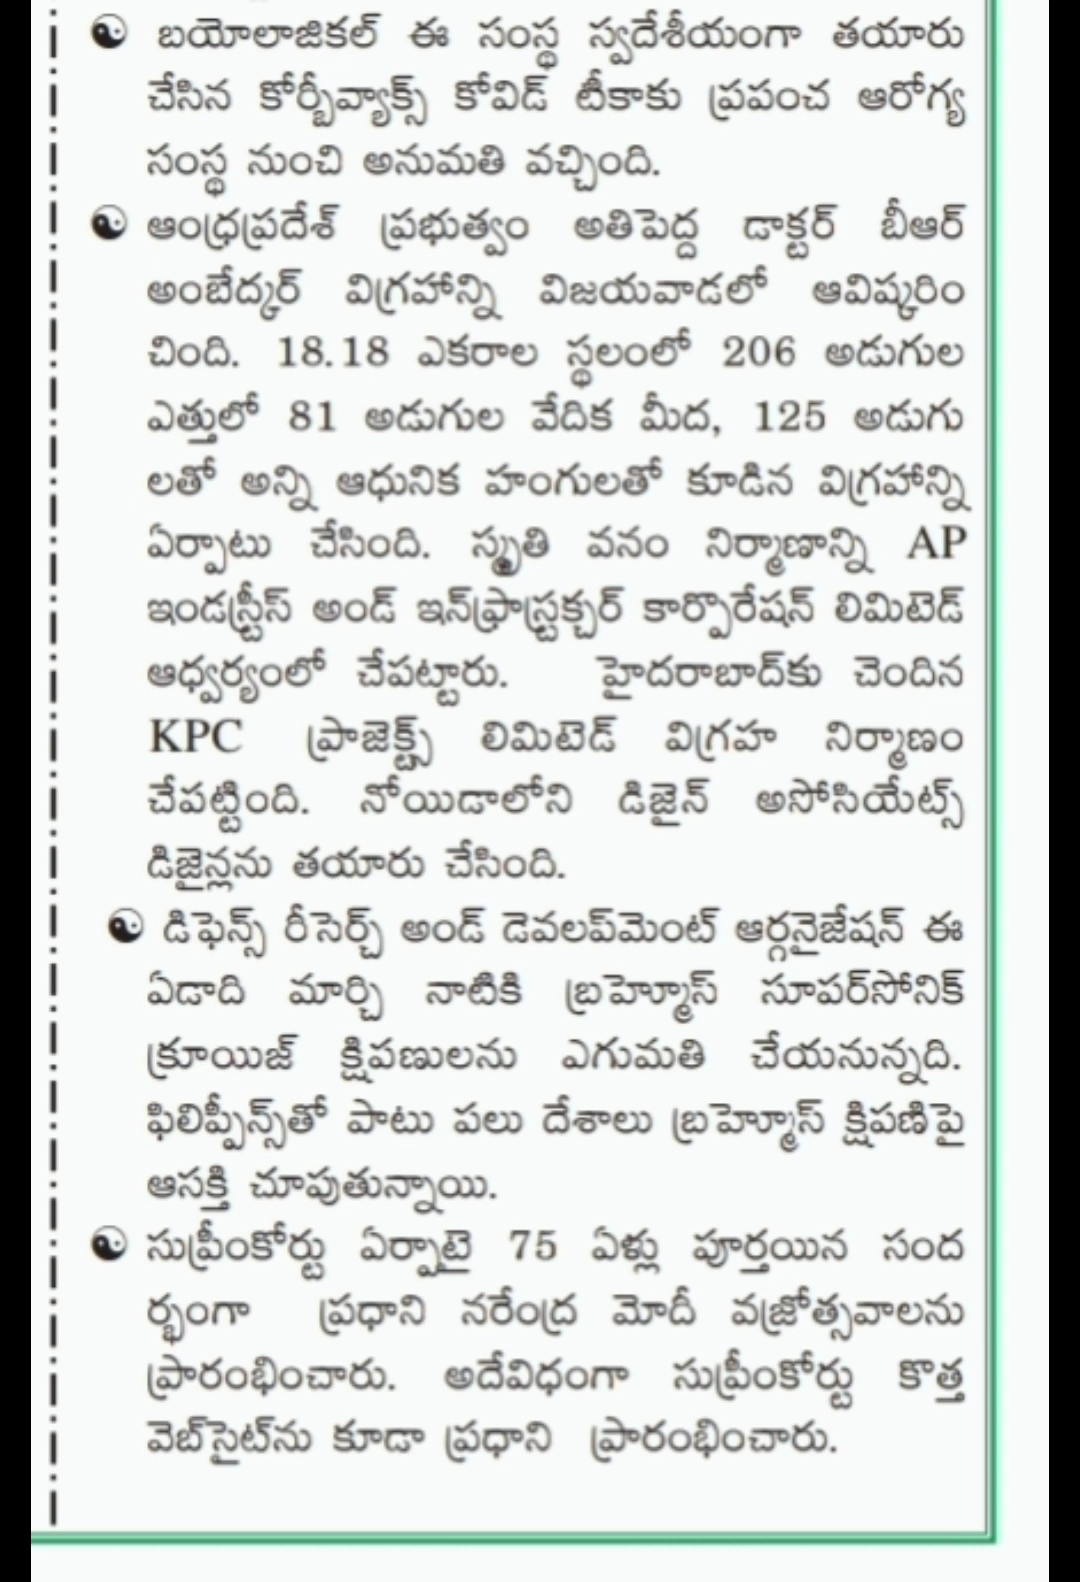 బయోలాజికల్ ఈ సంస్థ స్వదేశీయంగా తయారు
చేసిన కోర్బీవ్యాక్స్ కోవిడ్ టీకాకు ప్రపంచ ఆరోగ్య
సంస్థ నుంచి అనుమతి వచ్చింది.
ఆంధ్రప్రదేశ్ ప్రభుత్వం అతిపెద్ద డాక్టర్ బీఆర్
అంబేద్కర్ విగ్రహాన్ని విజయవాడలో ఆవిష్కరిం
చింది. 18.18 ఎకరాల స్థలంలో 206 అడుగుల
ఎత్తులో 81 అడుగుల వేదిక మీద, 125 అడుగు
లతో అన్ని ఆధునిక హంగులతో కూడిన విగ్రహాన్ని
ఏర్పాటు చేసింది. స్మృతి వనం నిర్మాణాన్ని AP
ఇండస్ట్రీస్ అండ్ ఇన్‌ఫ్రాస్ట్రక్చర్ కార్పొరేషన్ లిమిటెడ్
ఆధ్వర్యంలో చేపట్టారు. హైదరాబాద్‌కు చెందిన
KPC ప్రాజెక్ట్స్ లిమిటెడ్ విగ్రహ నిర్మాణం
చేపట్టింది. నోయిడాలోని డిజైన్ అసోసియేట్స్
డిజైన్లను తయారు చేసింది.
డిఫెన్స్ రీసెర్చ్ అండ్ డెవలప్‌మెంట్ ఆర్గనైజేషన్ ఈ
ఏడాది మార్చి నాటికి బ్రహ్మోస్ సూపర్‌సోనిక్
క్రూయిజ్ క్షిపణులను ఎగుమతి చేయనున్నది.
ఫిలిప్పీన్స్‌తో పాటు పలు దేశాలు బ్రహ్మోస్ క్షిపణిపై
ఆసక్తి చూపుతున్నాయి.
సుప్రీంకోర్టు ఏర్పాటై 75 ఏళ్లు పూర్తయిన సంద
ర్భంగా ప్రధాని నరేంద్ర మోదీ వజ్రోత్సవాలను
ప్రారంభించారు. అదేవిధంగా సుప్రీంకోర్టు కొత్త
వెబ్‌సైట్‌ను కూడా ప్రధాని ప్రారంభించారు.